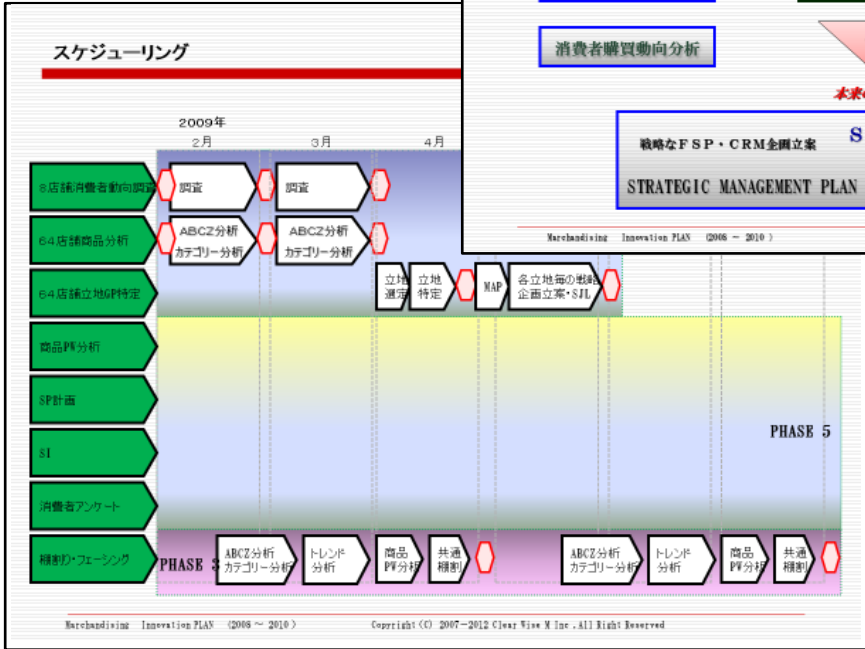 スケジューリング
2009年
2月
3月
4月
8店舗消費者動向調査
調査
調査
64店舗商品分析
ABCZ分析
カテゴリー分析
ABCZ分析
カテゴリー分析
64店舗立地GP特定
立地
選定
立地
特定
MAP
各立地毎の戦略
企画立案・SJL
商品PW分析
SP計画
SI
消費者アンケート
PHASE 5
棚割り・フェーシング
PHASE 3
ABCZ分析
カテゴリー分析
トレンド
分析
商品
PW分析
共通
棚割
ABCZ分析
カテゴリー分析
トレンド
分析
商品
PW分析
共通
棚割
Marchandising Innovation PLAN (2008 ～ 2010 )
Copyright (C) 2007－2012 Clear Wise M Inc .All Right Reserved
消費者購買動向分析
本来の
戦略なFSP・CRM企画立案
S
STRATEGIC MANAGEMENT PLAN
Marchandising Innovation PLAN (2008 ～ 2010 )